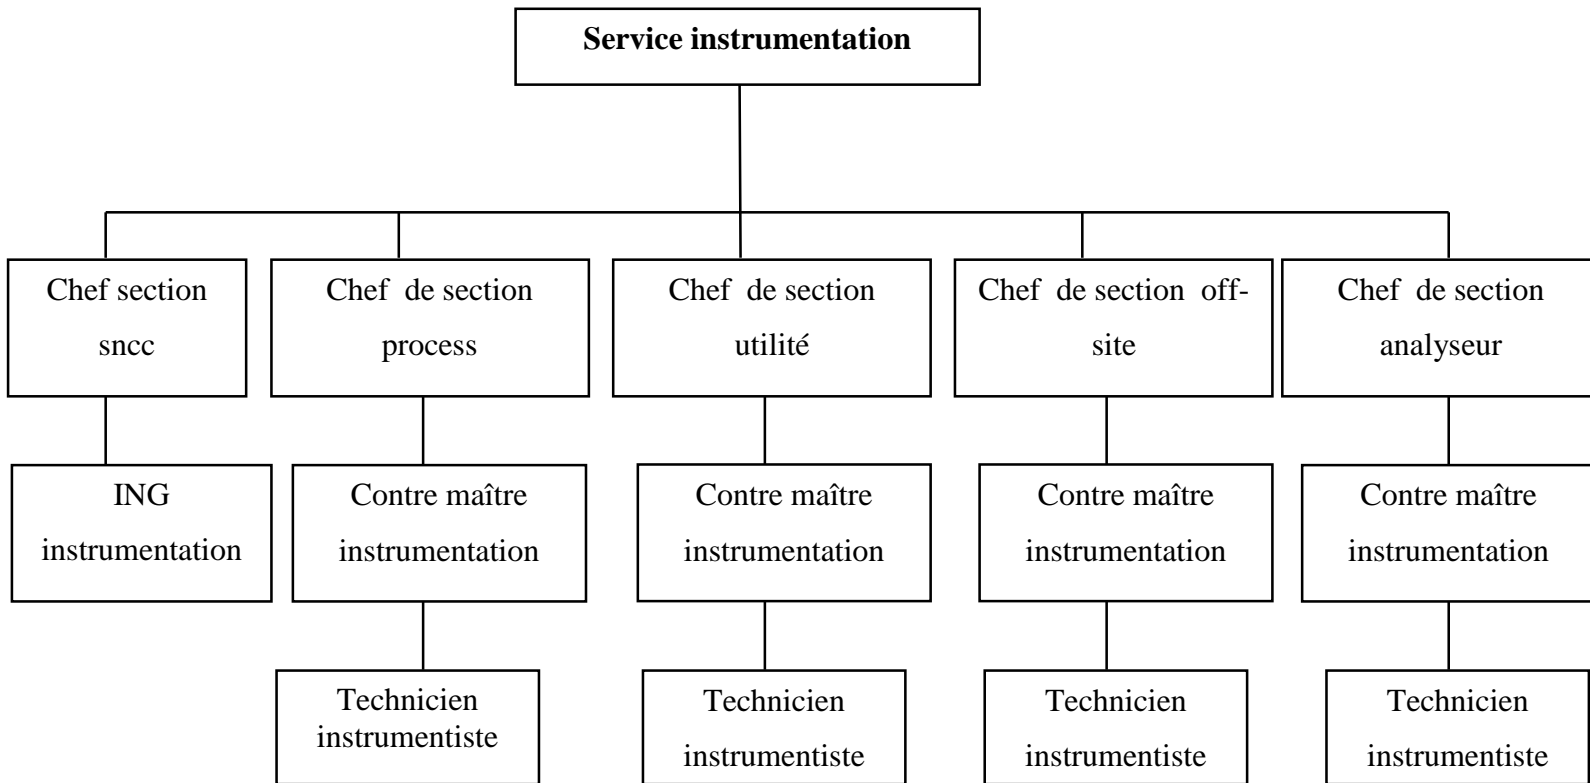 Service instrumentation
Chef section
sncc
Chef de section
process
Chef de section
utilité
Chef de section off-
site
Chef de section
analyseur
ING
instrumentation
Contre maître
instrumentation
Contre maître
instrumentation
Contre maître
instrumentation
Contre maître
instrumentation
Technicien
instrumentiste
Technicien
instrumentiste
Technicien
instrumentiste
Technicien
instrumentiste